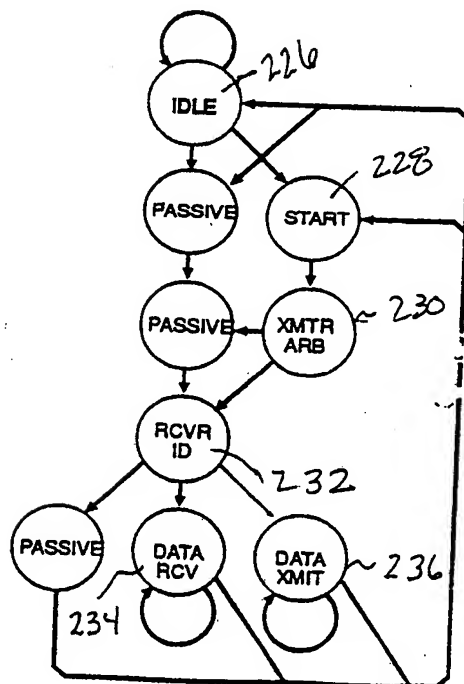 IDLE
226
PASSIVE
START
228
PASSIVE
XMTR
ARB
230
RCVR
ID
232
PASSIVE
DATA
RCV
234
DATA
XMIT
236